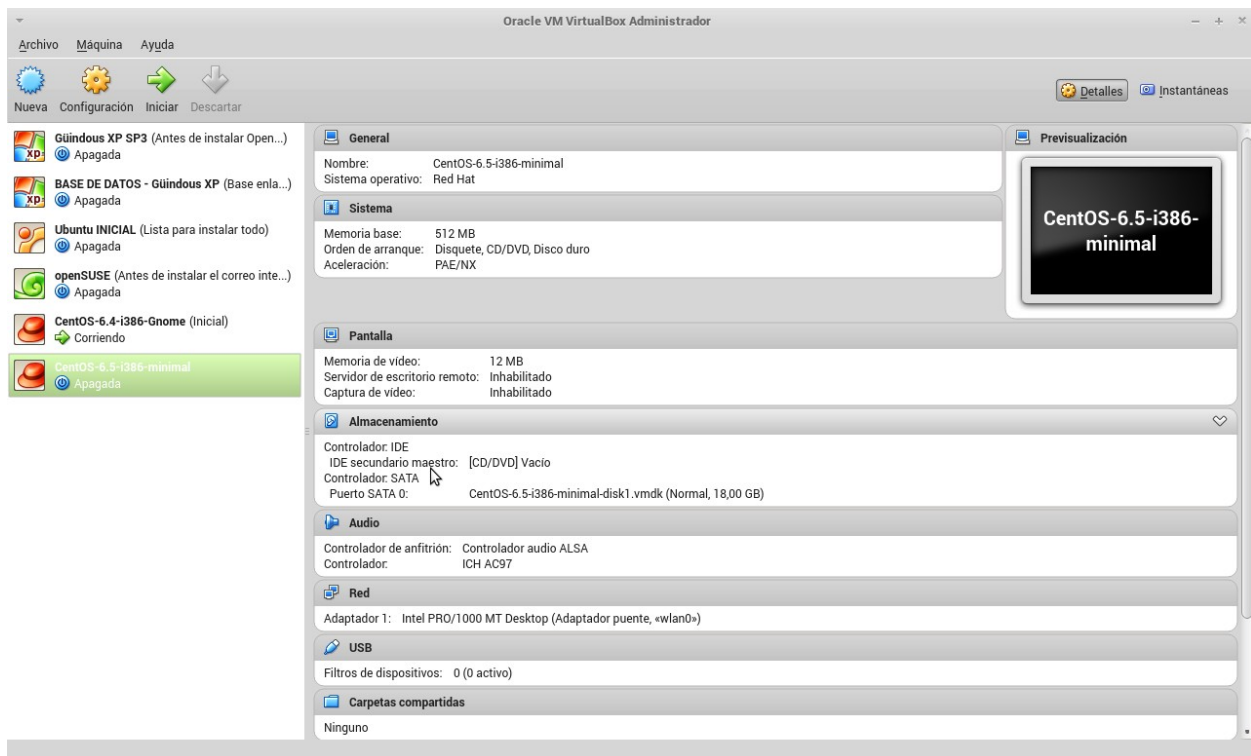 Oracle VM VirtualBox Administrador
Archivo Máquina Ayuda
Nueva Configuración Iniciar Descartar
Detalles Instantáneas
Güindous XP SP3 (Antes de instalar Open...)
Apagada
BASE DE DATOS - Güindous XP (Base enla...)
Apagada
Ubuntu INICIAL (Lista para instalar todo)
Apagada
openSUSE (Antes de instalar el correo inte...)
Apagada
CentOS-6.4-i386-Gnome (Inicial)
Corriendo
CentOS-6.5-i386-minimal
Apagada
General
Nombre: CentOS-6.5-i386-minimal
Sistema operativo: Red Hat
Sistema
Memoria base: 512 MB
Orden de arranque: Disquete, CD/DVD, Disco duro
Aceleración: PAE/NX
Previsualización
CentOS-6.5-i386-
minimal
Pantalla
Memoria de vídeo: 12 MB
Servidor de escritorio remoto: Inhabilitado
Captura de vídeo: Inhabilitado
Almacenamiento
Controlador: IDE
IDE secundario maestro: [CD/DVD] Vacío
Controlador: SATA
Puerto SATA 0: CentOS-6.5-i386-minimal-disk1.vmdk (Normal, 18,00 GB)
Audio
Controlador de anfitrión: Controlador audio ALSA
Controlador: ICH AC97
Red
Adaptador 1: Intel PRO/1000 MT Desktop (Adaptador puente, «wlan0»)
USB
Filtros de dispositivos: 0 (0 activo)
Carpetas compartidas
Ninguno